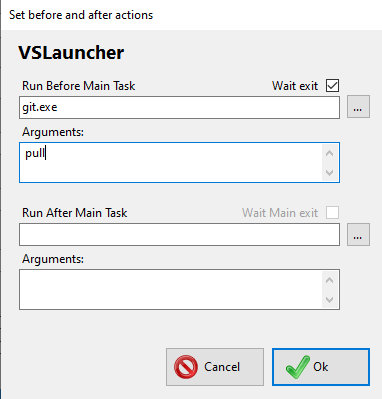 Set before and after actions
VSLauncher
Run Before Main Task Wait exit
git.exe ...
Arguments:
pull
Run After Main Task Wait Main exit
...
Arguments:
Cancel Ok